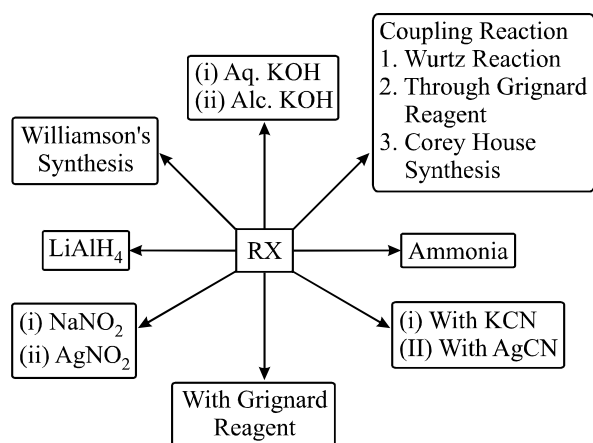 (i) Aq. KOH
(ii) Alc. KOH
Coupling Reaction
1. Wurtz Reaction
2. Through Grignard
Reagent
3. Corey House
Synthesis
Williamson's
Synthesis
LiAlH₄
RX
Ammonia
(i) NaNO₂
(ii) AgNO₂
(i) With KCN
(II) With AgCN
With Grignard
Reagent